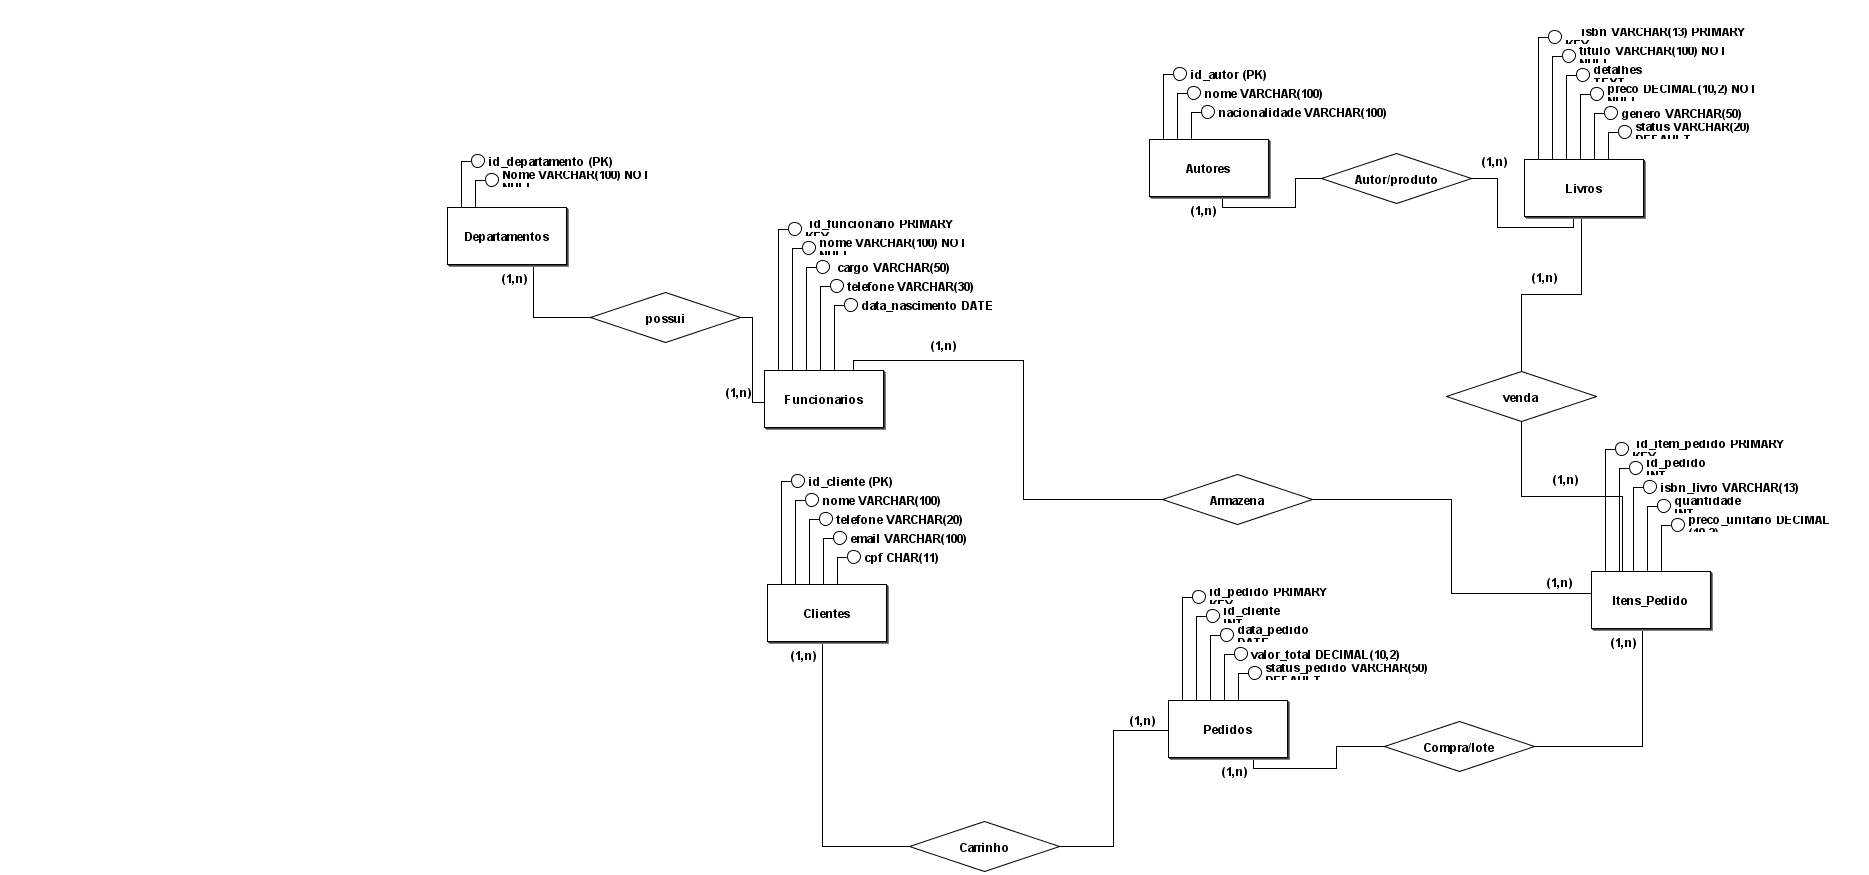 isbn VARCHAR(13) PRIMARY
KEY
titulo VARCHAR(100) NOT
NULL
detalhes
TEXT
preco DECIMAL(10,2) NOT
NULL
genero VARCHAR(50)
status VARCHAR(20)
DEFAULT
Livros
id_autor (PK)
nome VARCHAR(100)
nacionalidade VARCHAR(100)
Autores
(1,n)
Autor/produto
(1,n)
id_departamento (PK)
Nome VARCHAR(100) NOT
NULL
Departamentos
(1,n)
possui
(1,n)
id_funcionario PRIMARY
KEY
nome VARCHAR(100) NOT
NULL
cargo VARCHAR(50)
telefone VARCHAR(30)
data_nascimento DATE
Funcionarios
(1,n)
(1,n)
venda
(1,n)
Armazena
(1,n)
id_item_pedido PRIMARY
KEY
id_pedido
INT
isbn_livro VARCHAR(13)
quantidade
INT
preco_unitario DECIMAL
(10,2)
Itens_Pedido
(1,n)
id_cliente (PK)
nome VARCHAR(100)
telefone VARCHAR(20)
email VARCHAR(100)
cpf CHAR(11)
Clientes
(1,n)
id_pedido PRIMARY
KEY
id_cliente
INT
data_pedido
DATE
valor_total DECIMAL(10,2)
status_pedido VARCHAR(50)
DEFAULT
Pedidos
(1,n)
(1,n)
Compra/lote
Carrinho